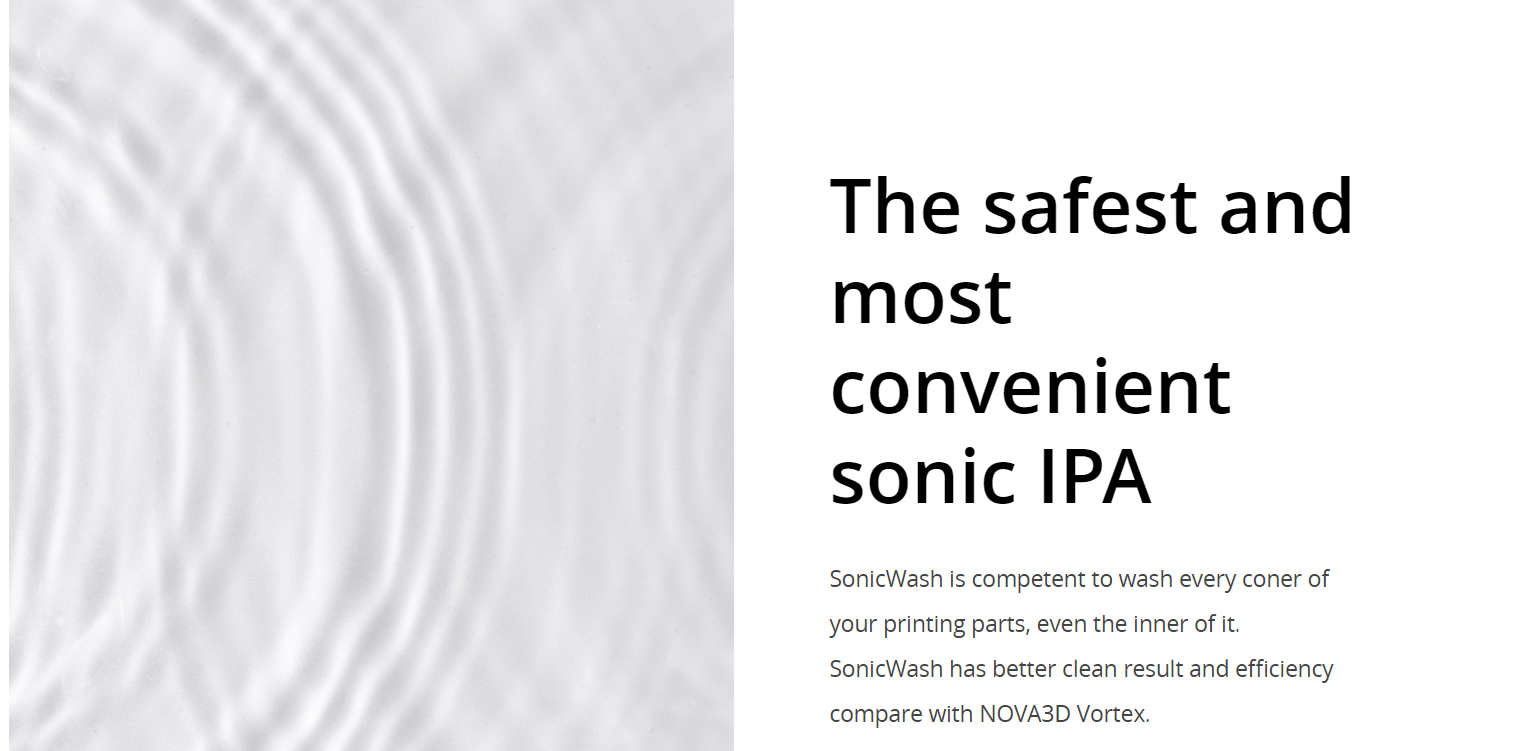 The safest and
most
convenient
sonic IPA
SonicWash is competent to wash every coner of
your printing parts, even the inner of it.
SonicWash has better clean result and efficiency
compare with NOVA3D Vortex.